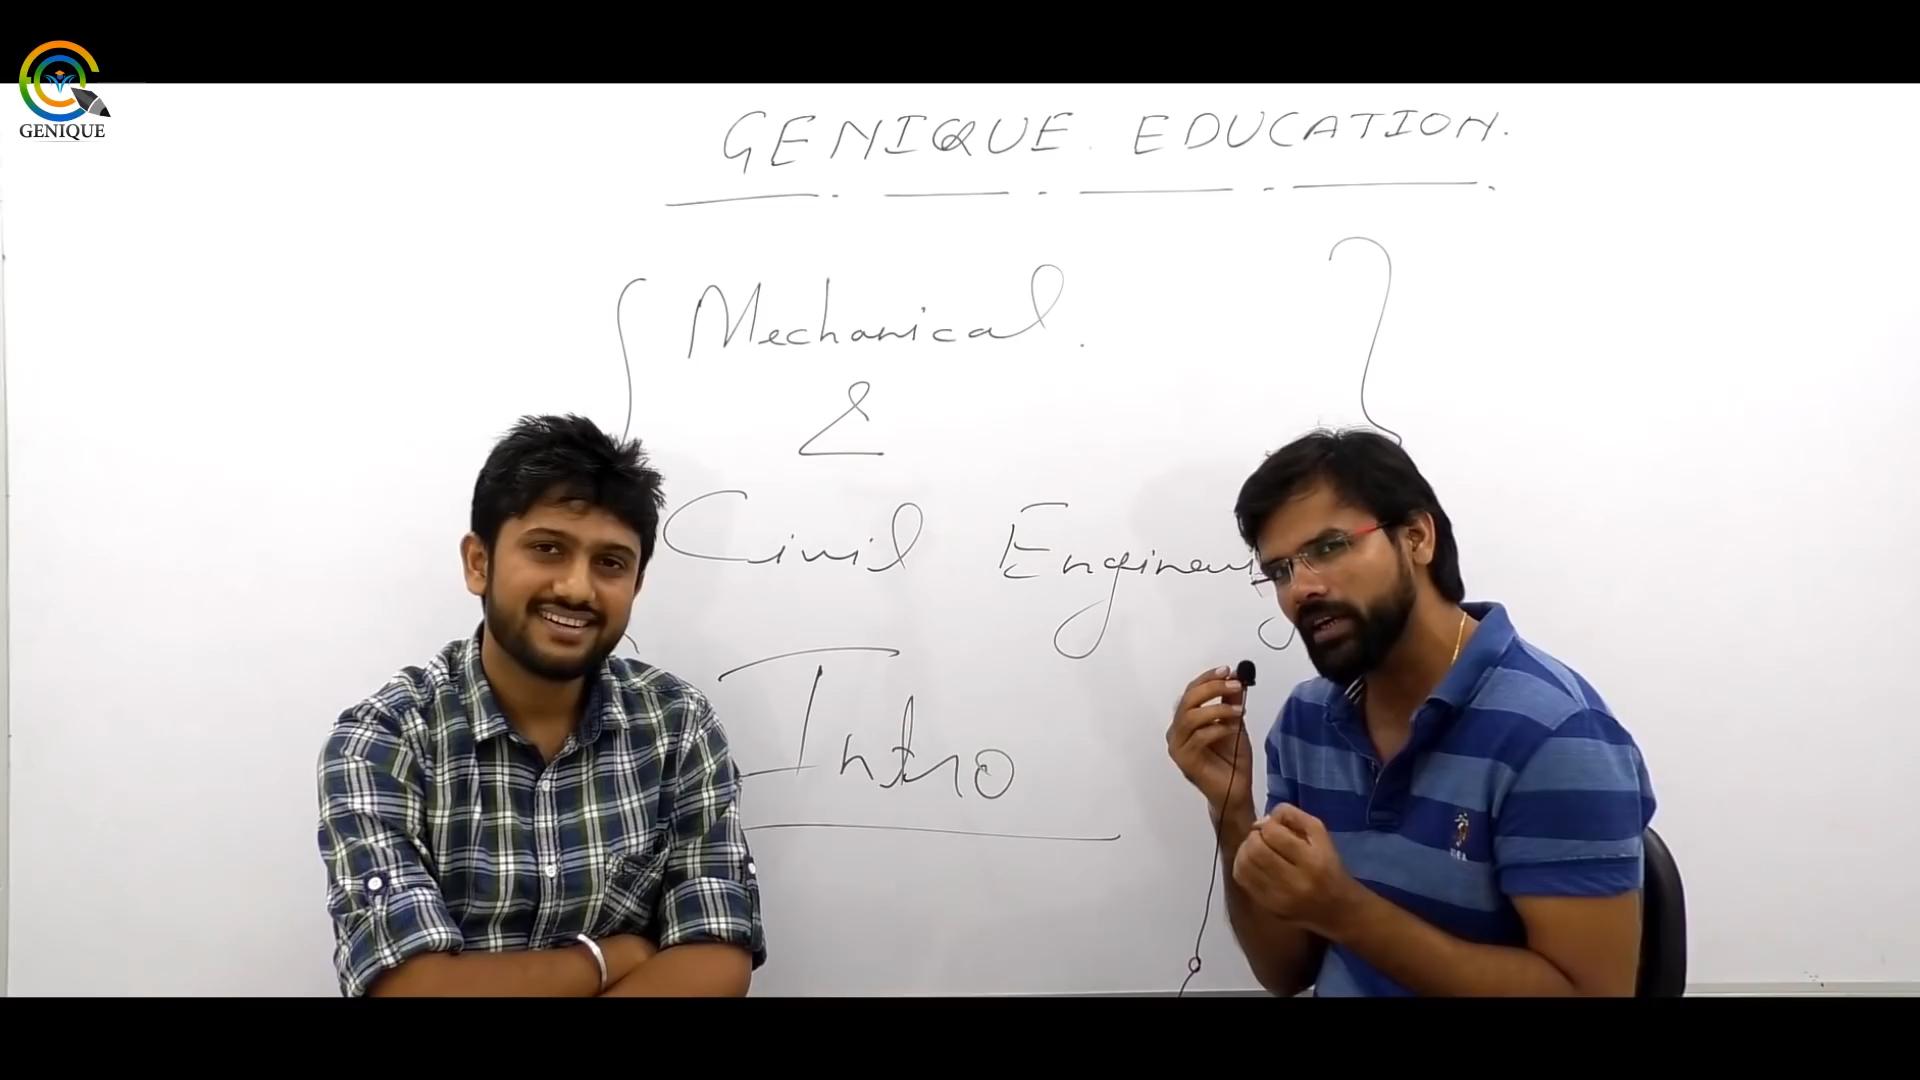 GENIQUE
GENIQUE EDUCATION.
Mechanical.
&
Civil Engineering
Intro